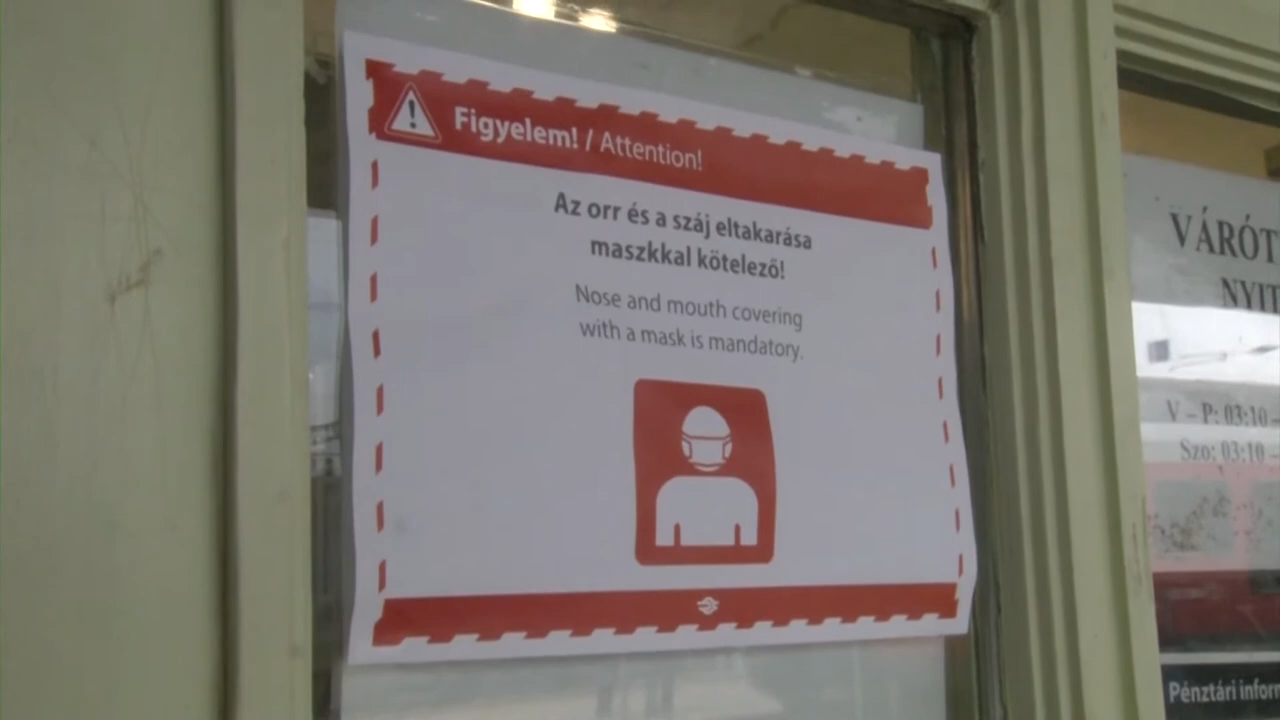 Figyelem! / Attention!
Az orr és a száj eltakarása
maszkkal kötelező!
Nose and mouth covering
with a mask is mandatory.
VÁRÓT
NYIT
V – P: 03:10 –
Szo: 03:10 –
Pénztári infor